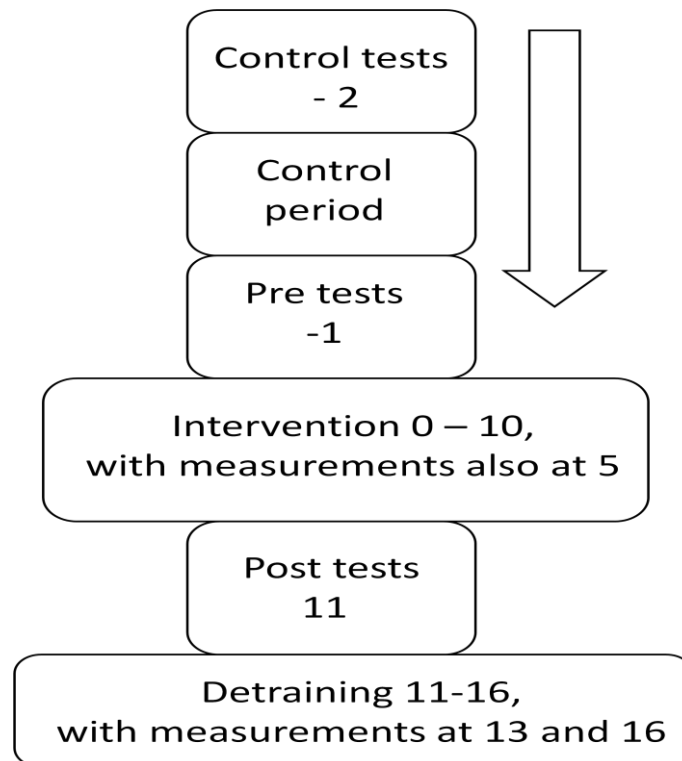 Control tests
- 2
Control
period
Pre tests
-1
Intervention 0 – 10,
with measurements also at 5
Post tests
11
Detraining 11-16,
with measurements at 13 and 16